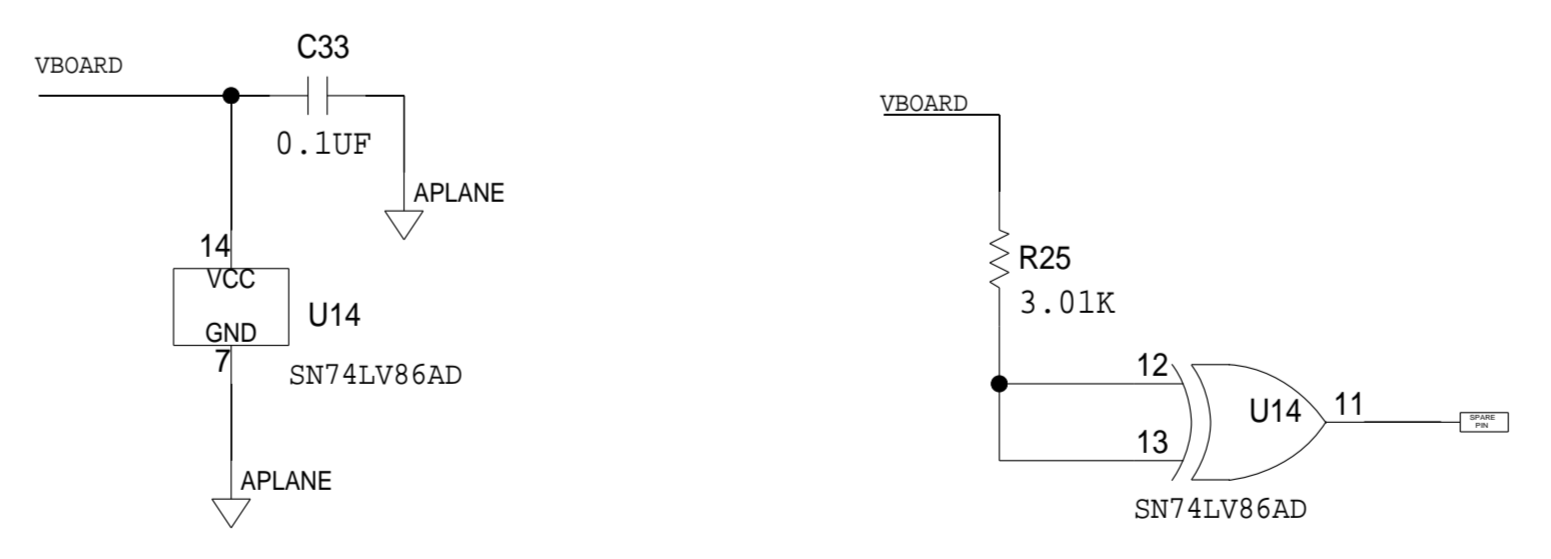 VBOARD
C33
0.1UF
APLANE
14
VCC
GND
7
U14
SN74LV86AD
APLANE
VBOARD
R25
3.01K
12
13
U14
11
SPARE
PIN
SN74LV86AD